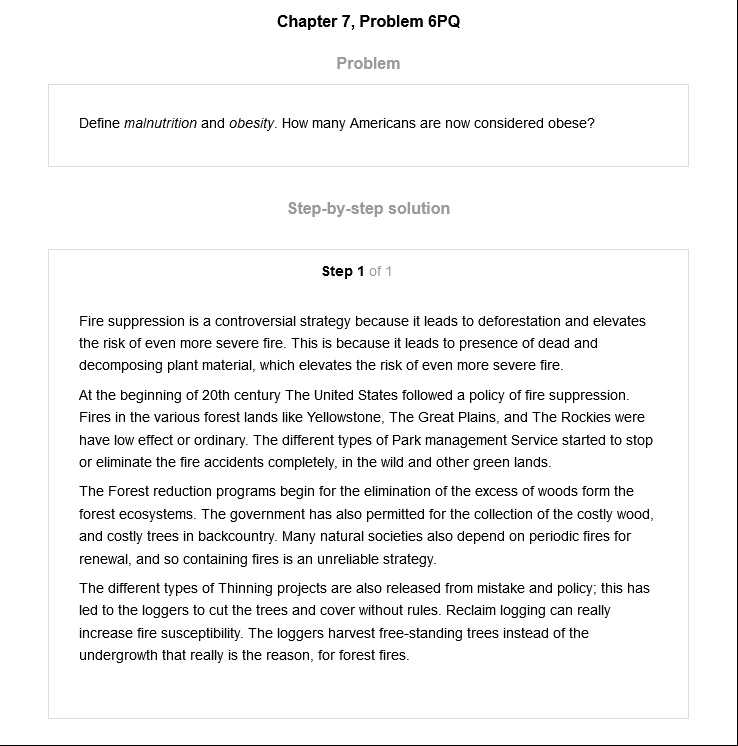 Chapter 7, Problem 6PQ
Problem
Define malnutrition and obesity. How many Americans are now considered obese?
Step-by-step solution
Step 1 of 1
Fire suppression is a controversial strategy because it leads to deforestation and elevates
the risk of even more severe fire. This is because it leads to presence of dead and
decomposing plant material, which elevates the risk of even more severe fire.
At the beginning of 20th century The United States followed a policy of fire suppression.
Fires in the various forest lands like Yellowstone, The Great Plains, and The Rockies were
have low effect or ordinary. The different types of Park management Service started to stop
or eliminate the fire accidents completely, in the wild and other green lands.
The Forest reduction programs begin for the elimination of the excess of woods form the
forest ecosystems. The government has also permitted for the collection of the costly wood,
and costly trees in backcountry. Many natural societies also depend on periodic fires for
renewal, and so containing fires is an unreliable strategy.
The different types of Thinning projects are also released from mistake and policy; this has
led to the loggers to cut the trees and cover without rules. Reclaim logging can really
increase fire susceptibility. The loggers harvest free-standing trees instead of the
undergrowth that really is the reason, for forest fires.